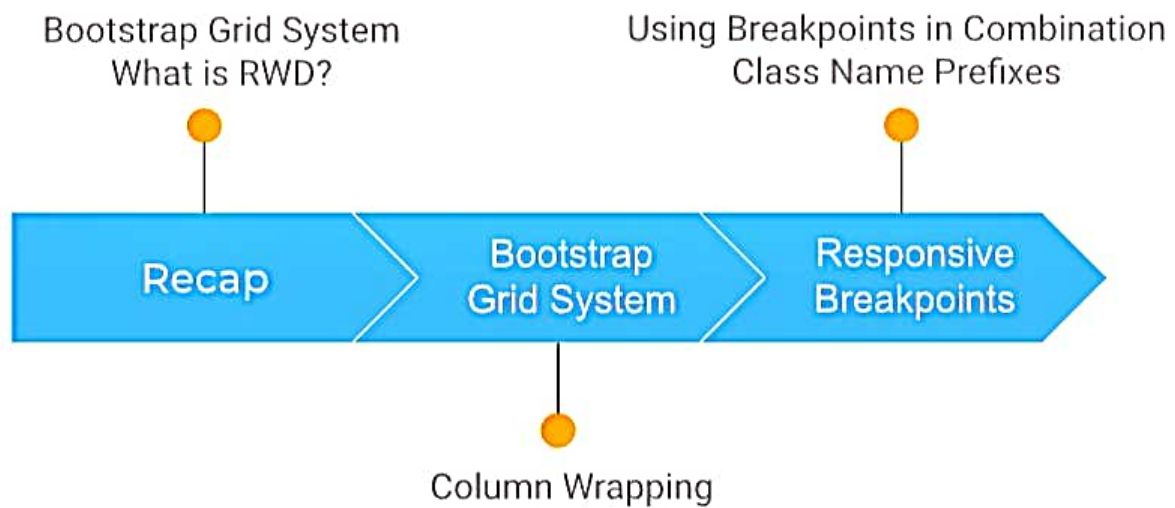 Bootstrap Grid System
What is RWD?
Using Breakpoints in Combination
Class Name Prefixes
Recap
Bootstrap
Grid System
Responsive
Breakpoints
Column Wrapping